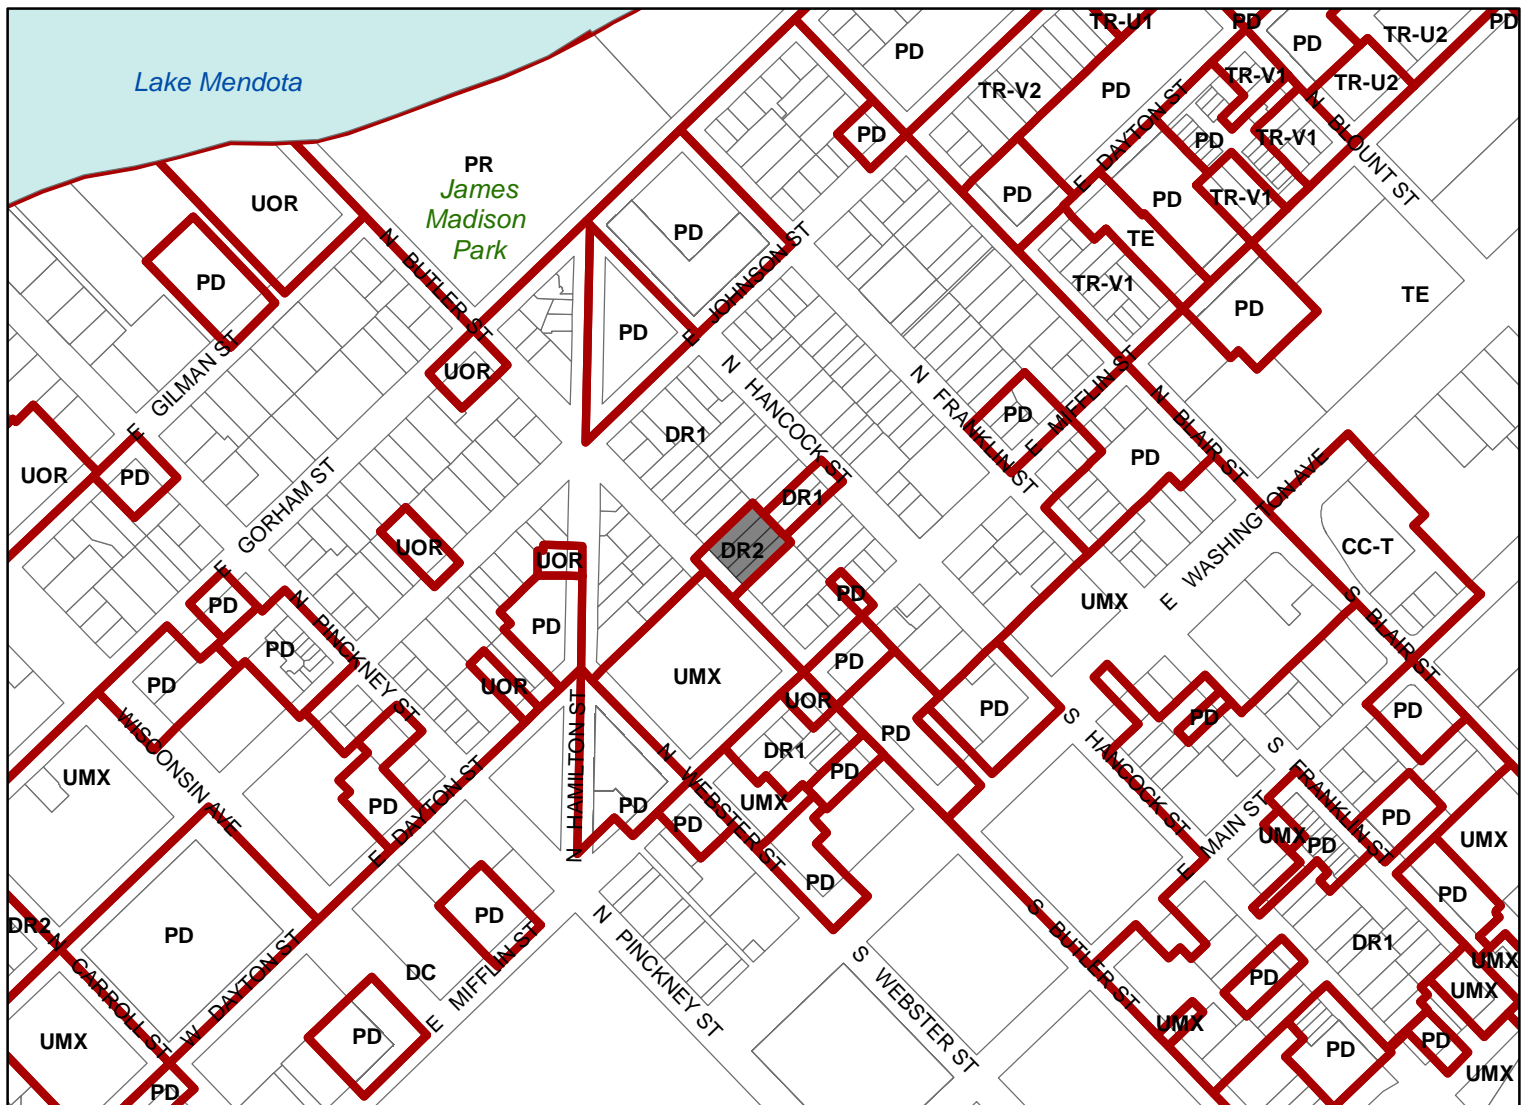 TR-U1
PD
PD
TR-U2
PD
PD
PD
Lake Mendota
TR-V2
PD
TR-V1
TR-U2
E DAYTON ST
N BLOUNT ST
PD
PD
TR-V1
PR
James
Madison
Park
UOR
PD
PD
TR-V1
PD
N BUTLER ST
TE
TR-V1
PD
E JOHNSON ST
TE
PD
PD
UOR
N HANCOCK ST
N FRANKLIN ST
E MIFFLIN ST
N BLAIR ST
E GILMAN ST
PD
DR1
PD
PD
UOR
PD
E GORHAM ST
DR1
E WASHINGTON AVE
UOR
UOR
DR2
CC-T
PD
N PINCKNEY ST
PD
UMX
S BLAIR ST
PD
PD
PD
PD
UOR
UMX
UOR
PD
WISCONSIN AVE
N HAMILTON ST
PD
PD
PD
PD
S HANCOCK ST
S FRANKLIN ST
UMX
E DAYTON ST
PD
PD
N WEBSTER ST
DR1
PD
UMX
PD
E MAIN ST
UMX
PD
PD
UMX
PD
PD
PD
DR2
N CARROLL ST
PD
W DAYTON ST
PD
E MIFFLIN ST
DC
N PINCKNEY ST
S WEBSTER ST
S BUTLER ST
DR1
PD
UMX
UMX
UMX
PD
UMX
PD
PD
PD
UMX